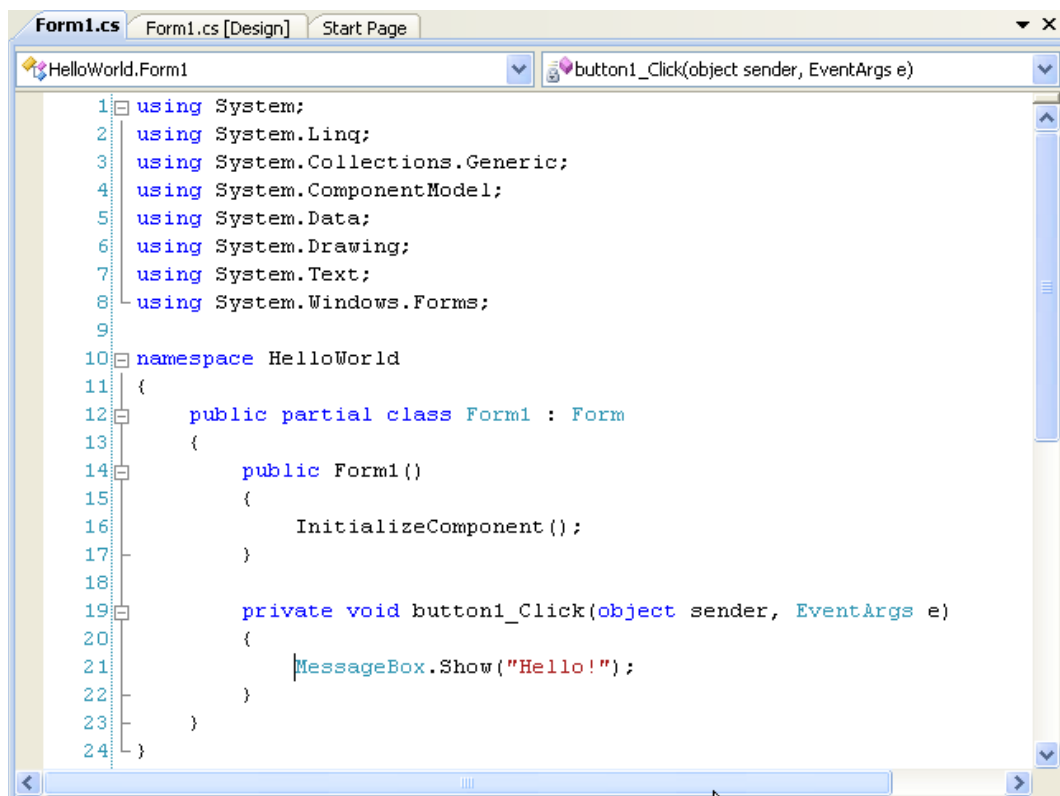 Form1.cs Form1.cs [Design] Start Page
HelloWorld.Form1 button1_Click(object sender, EventArgs e)
1 using System;
2 using System.Linq;
3 using System.Collections.Generic;
4 using System.ComponentModel;
5 using System.Data;
6 using System.Drawing;
7 using System.Text;
8 using System.Windows.Forms;
9
10 namespace HelloWorld
11 {
12     public partial class Form1 : Form
13     {
14         public Form1()
15         {
16             InitializeComponent();
17         }
18
19         private void button1_Click(object sender, EventArgs e)
20         {
21             MessageBox.Show("Hello!");
22         }
23     }
24 }